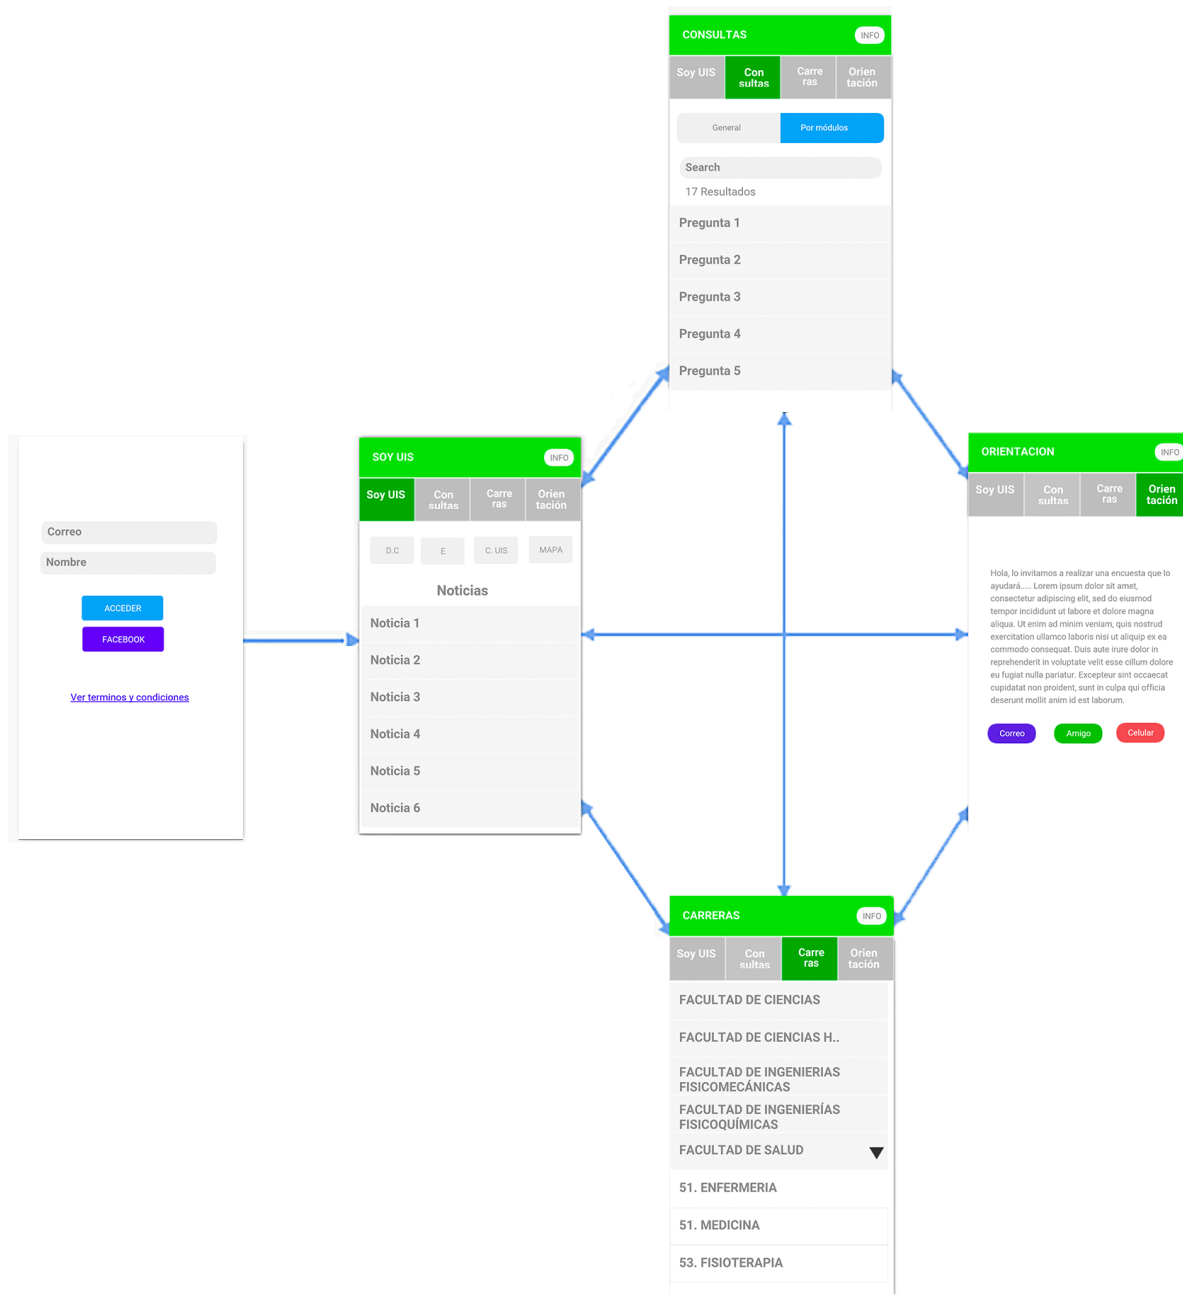 CONSULTAS
INFO
Soy UIS
Con
sultas
Carre
ras
Orien
tación
General
Por módulos
Search
17 Resultados
Pregunta 1
Pregunta 2
Pregunta 3
Pregunta 4
Pregunta 5
Correo
Nombre
ACCEDER
FACEBOOK
Ver terminos y condiciones
SOY UIS
INFO
Soy UIS
Con
sultas
Carre
ras
Orien
tación
D.C
E
C. UIS
MAPA
Noticias
Noticia 1
Noticia 2
Noticia 3
Noticia 4
Noticia 5
Noticia 6
ORIENTACION
INFO
Soy UIS
Con
sultas
Carre
ras
Orien
tación
Hola, lo invitamos a realizar una encuesta que lo
ayudará..... Lorem ipsum dolor sit amet,
consectetur adipiscing elit, sed do eiusmod
tempor incididunt ut labore et dolore magna
aliqua. Ut enim ad minim veniam, quis nostrud
exercitation ullamco laboris nisi ut aliquip ex ea
commodo consequat. Duis aute irure dolor in
reprehenderit in voluptate velit esse cillum dolore
eu fugiat nulla pariatur. Excepteur sint occaecat
cupidatat non proident, sunt in culpa qui officia
deserunt mollit anim id est laborum.
Correo
Amigo
Celular
CARRERAS
INFO
Soy UIS
Con
sultas
Carre
ras
Orien
tación
FACULTAD DE CIENCIAS
FACULTAD DE CIENCIAS H..
FACULTAD DE INGENIERIAS
FISICOMECÁNICAS
FACULTAD DE INGENIERÍAS
FISICOQUÍMICAS
FACULTAD DE SALUD
51. ENFERMERIA
51. MEDICINA
53. FISIOTERAPIA